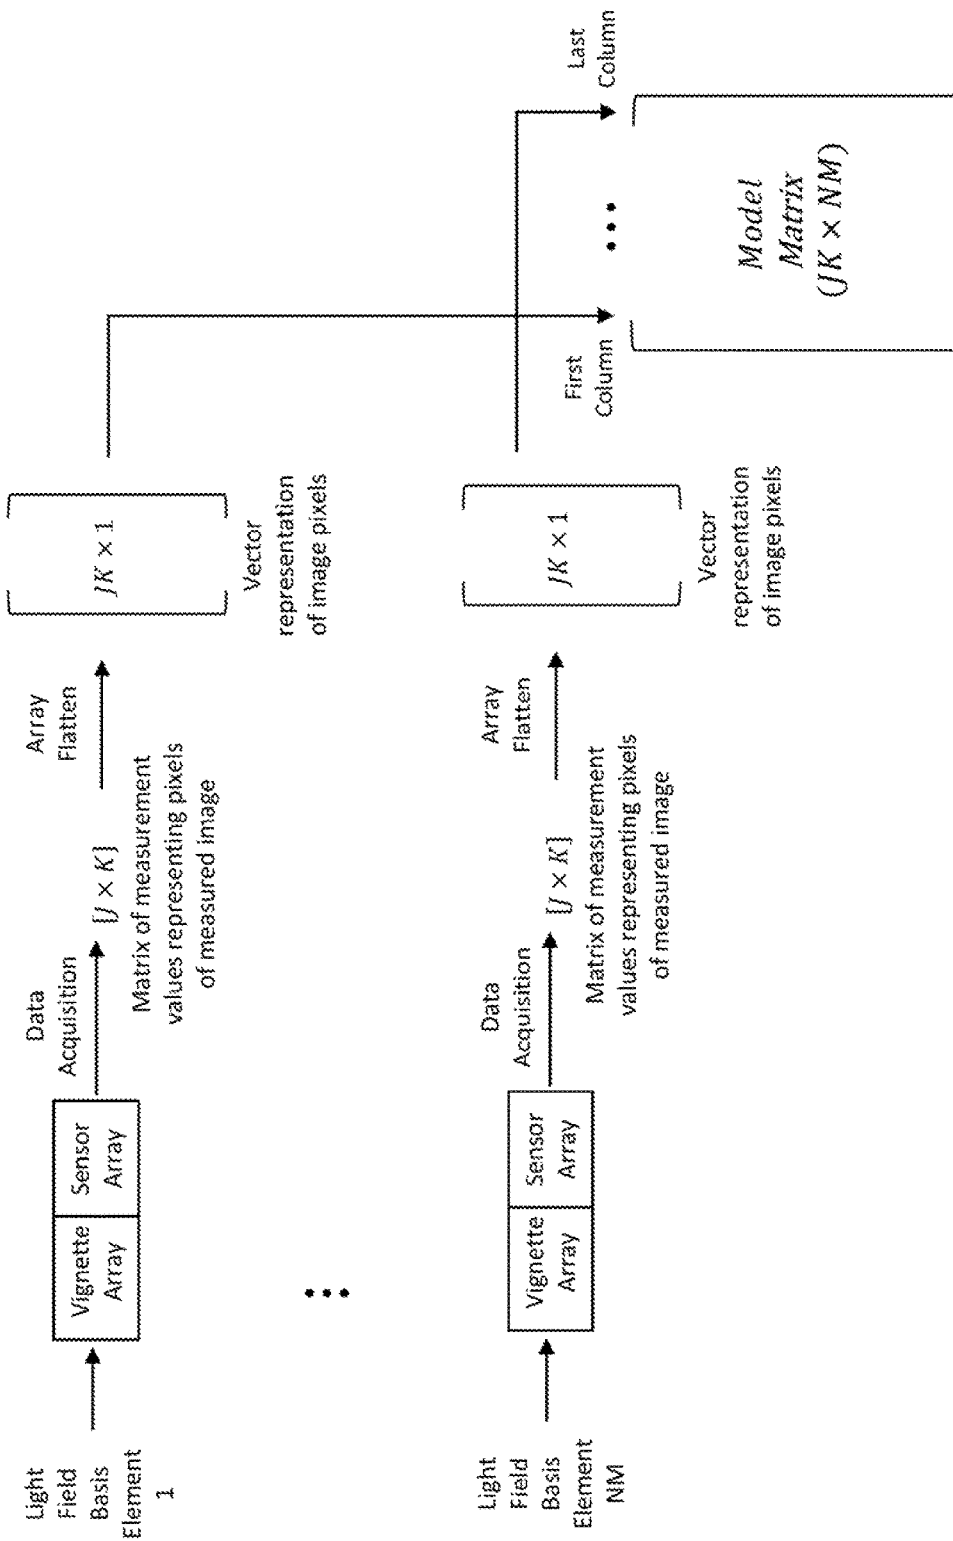 Light
Field
Basis
Element
1
Vignette
Array
Sensor
Array
Data
Acquisition
[J × K]
Matrix of measurement
values representing pixels
of measured image
Array
Flatten
JK × 1
Vector
representation
of image pixels
Light
Field
Basis
Element
NM
Vignette
Array
Sensor
Array
Data
Acquisition
[J × K]
Matrix of measurement
values representing pixels
of measured image
Array
Flatten
JK × 1
Vector
representation
of image pixels
First
Column
Last
Column
Model
Matrix
(JK × NM)